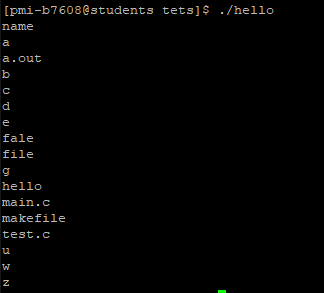 [pmi-b7608@students tets]$ ./hello
name
a
a.out
b
c
d
e
fale
file
g
hello
main.c
makefile
test.c
u
w
z